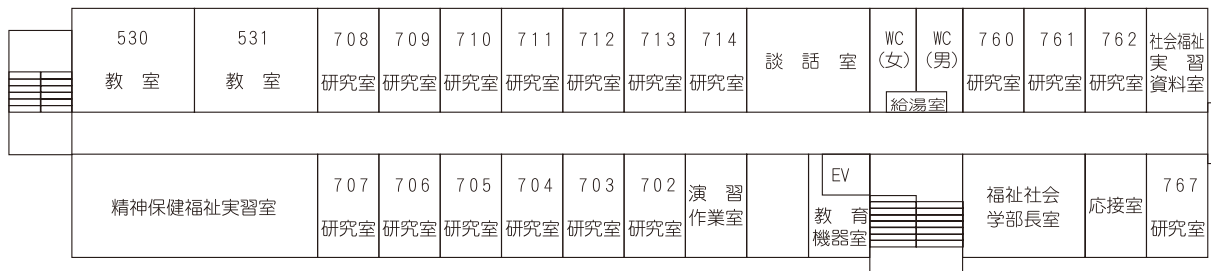 530
教室
531
教室
708
研究室
709
研究室
710
研究室
711
研究室
712
研究室
713
研究室
714
研究室
談話室
WC
(女)
WC
(男)
給湯室
760
研究室
761
研究室
762
研究室
社会福祉
実習
資料室
精神保健福祉実習室
707
研究室
706
研究室
705
研究室
704
研究室
703
研究室
702
研究室
演習
作業室
EV
教育
機器室
福祉社会
学部長室
応接室
767
研究室